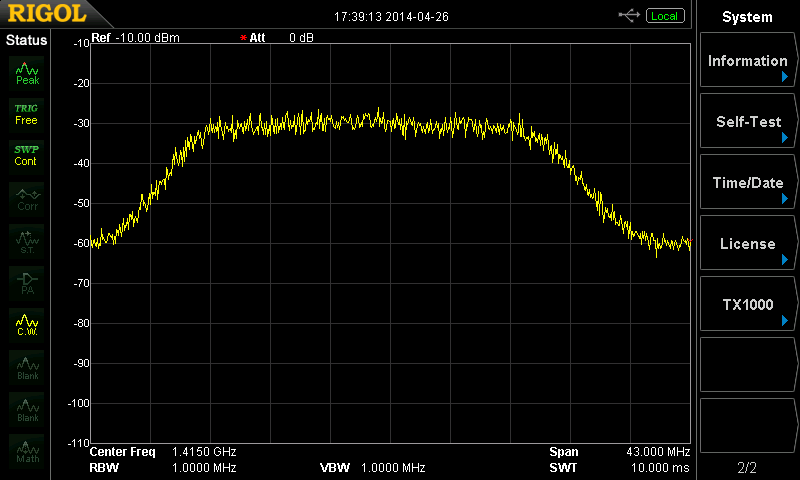 RIGOL
17:39:13 2014-04-26
Local
System
Status
Ref -10.00 dBm
* Att 0 dB
Peak
TRIG
Free
SWP
Cont
Corr
S.T.
PA
C.W.
Blank
Blank
Math
-10
-20
-30
-40
-50
-60
-70
-80
-90
-100
-110
Information
Self-Test
Time/Date
License
TX1000
Center Freq 1.4150 GHz
Span 43.000 MHz
RBW 1.0000 MHz
VBW 1.0000 MHz
SWT 10.000 ms
2/2